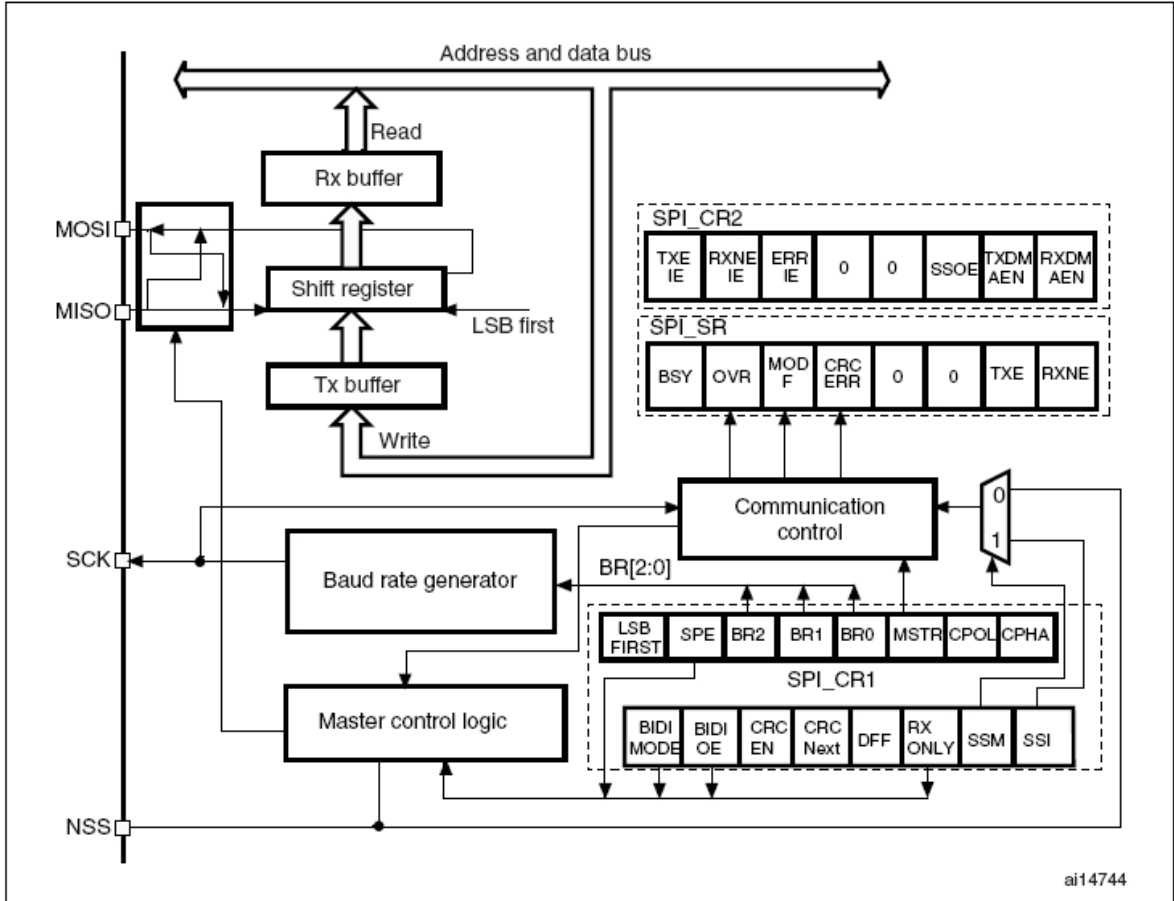 Address and data bus
Read
Rx buffer
MOSI
SPI_CR2
TXE IE
RXNE IE
ERR IE
0
0
SSOE
TXDM AEN
RXDM AEN
Shift register
MISO
LSB first
SPI_SR
BSY
OVR
MOD F
CRC ERR
0
0
TXE
RXNE
Tx buffer
Write
Communication control
0
1
SCK
Baud rate generator
BR[2:0]
LSB FIRST
SPE
BR2
BR1
BR0
MSTR
CPOL
CPHA
SPI_CR1
Master control logic
BIDI MODE
BIDI OE
CRC EN
CRC Next
DFF
RX ONLY
SSM
SSI
NSS
ai14744